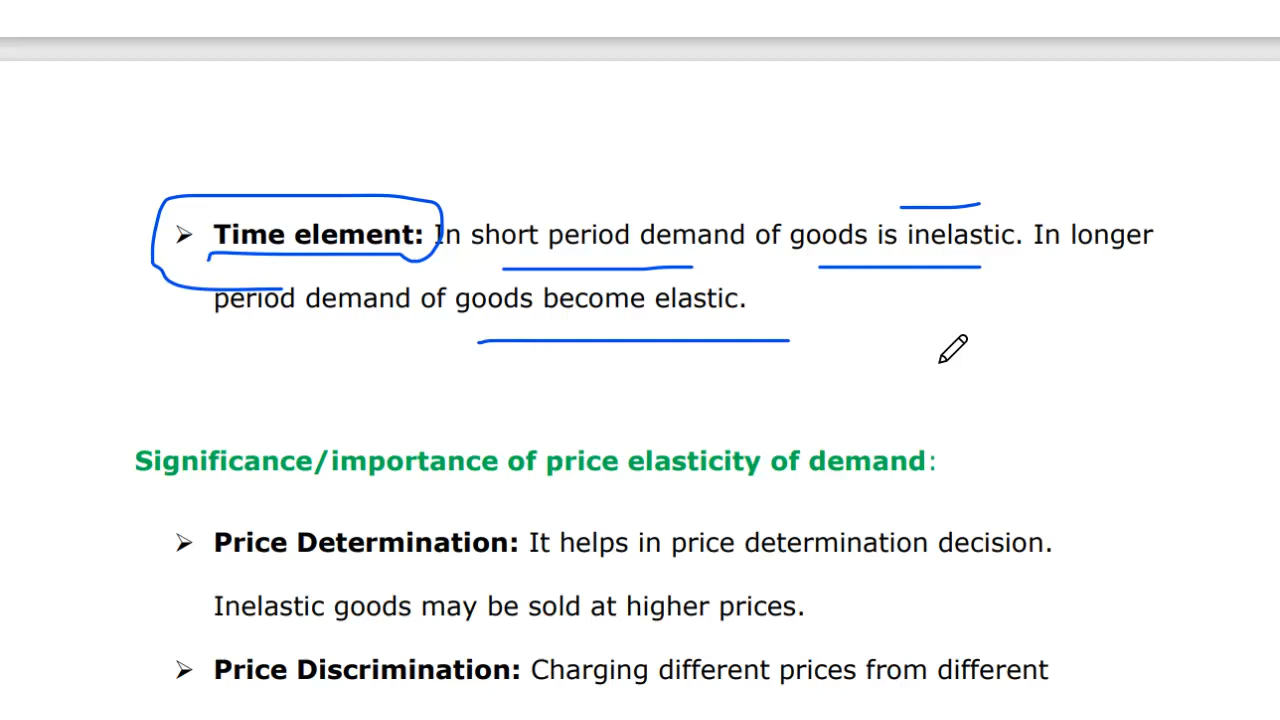 ➢ Time element: In short period demand of goods is inelastic. In longer
period demand of goods become elastic.
Significance/importance of price elasticity of demand:
➢ Price Determination: It helps in price determination decision.
Inelastic goods may be sold at higher prices.
➢ Price Discrimination: Charging different prices from different